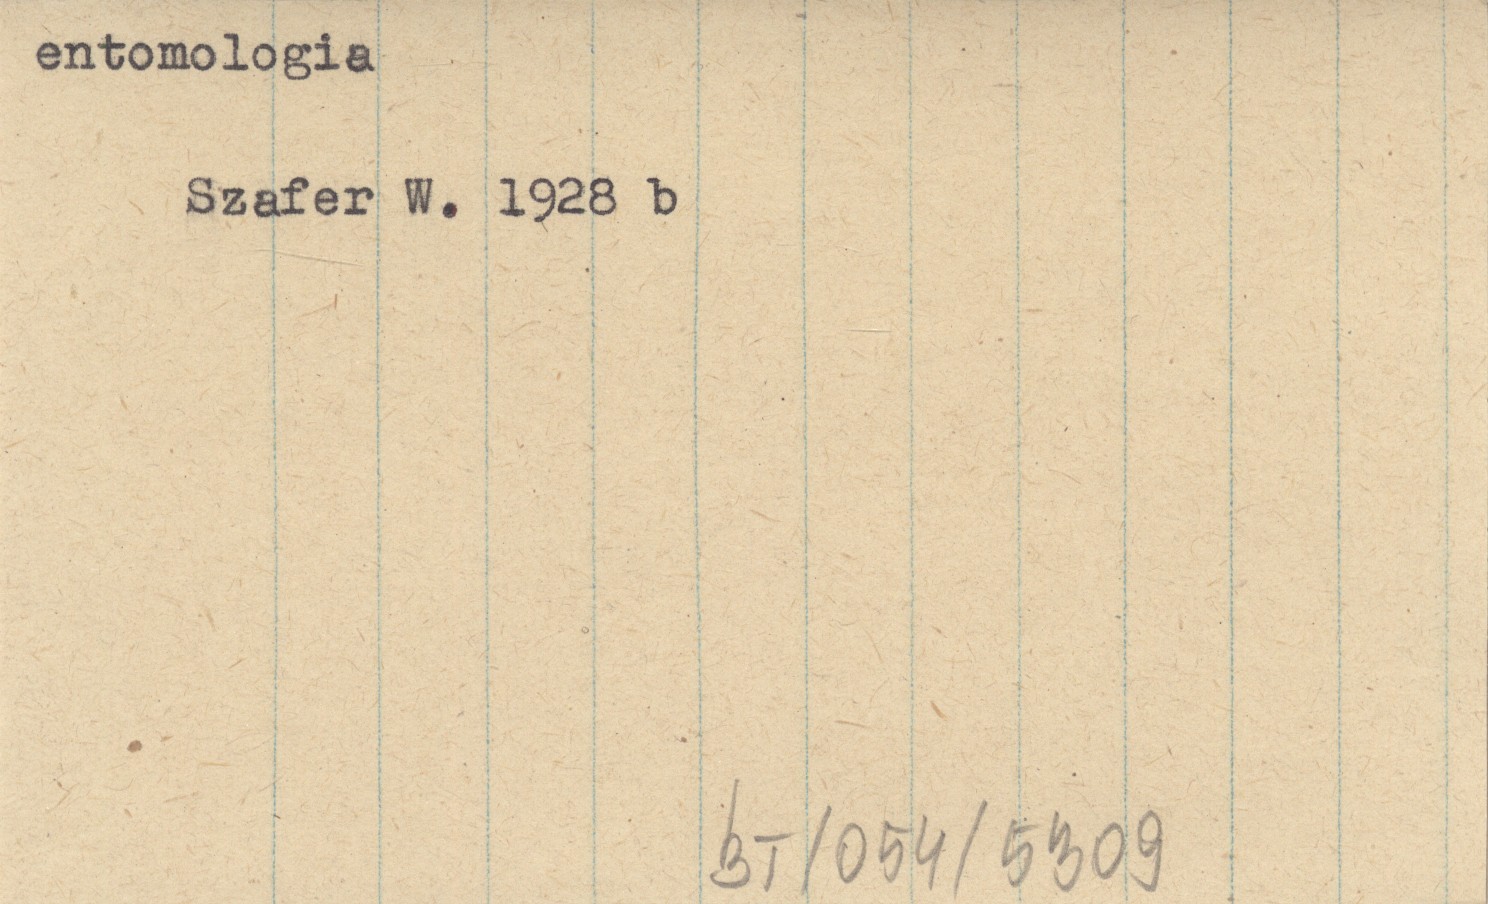 entomologia
Szafer W. 1928 b
BT/054/5309